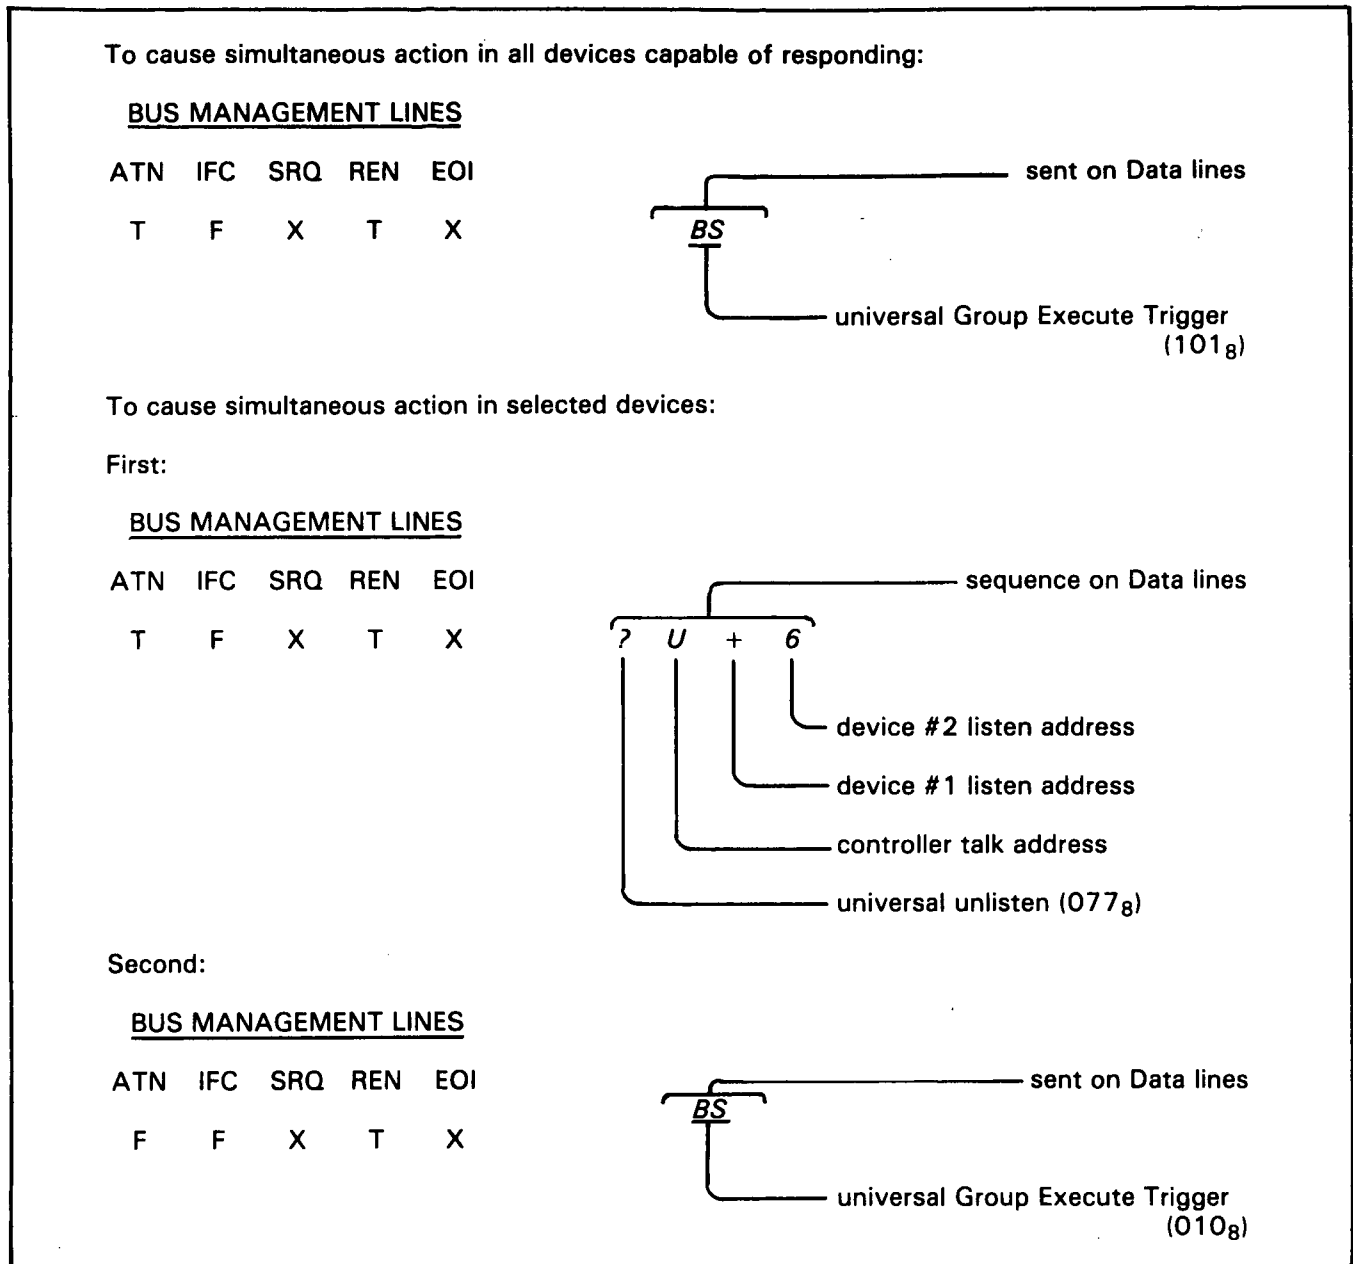 To cause simultaneous action in all devices capable of responding:
BUS MANAGEMENT LINES
ATN IFC SRQ REN EOI
T F X T X
sent on Data lines
BS
universal Group Execute Trigger
(101₈)
To cause simultaneous action in selected devices:
First:
BUS MANAGEMENT LINES
ATN IFC SRQ REN EOI
T F X T X
sequence on Data lines
? U + 6
device #2 listen address
device #1 listen address
controller talk address
universal unlisten (077₈)
Second:
BUS MANAGEMENT LINES
ATN IFC SRQ REN EOI
F F X T X
sent on Data lines
BS
universal Group Execute Trigger
(010₈)